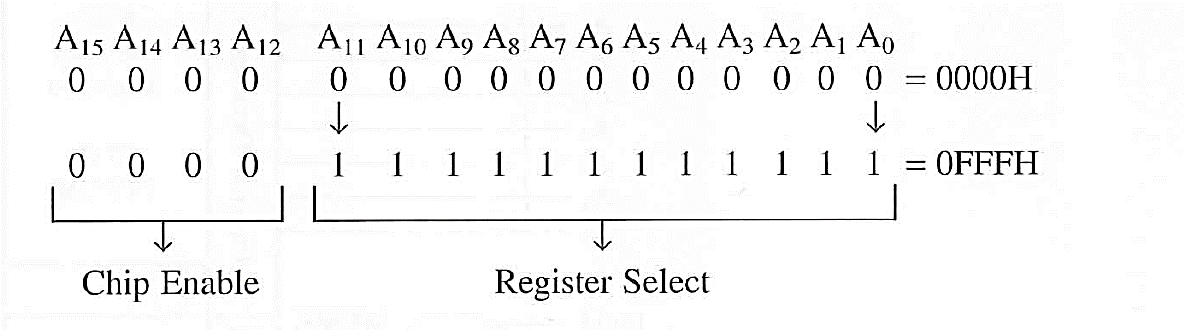 A₁₅ A₁₄ A₁₃ A₁₂ A₁₁ A₁₀ A₉ A₈ A₇ A₆ A₅ A₄ A₃ A₂ A₁ A₀
0 0 0 0 0 0 0 0 0 0 0 0 0 0 0 0 = 0000H
0 0 0 0 1 1 1 1 1 1 1 1 1 1 1 1 = 0FFFH
Chip Enable Register Select